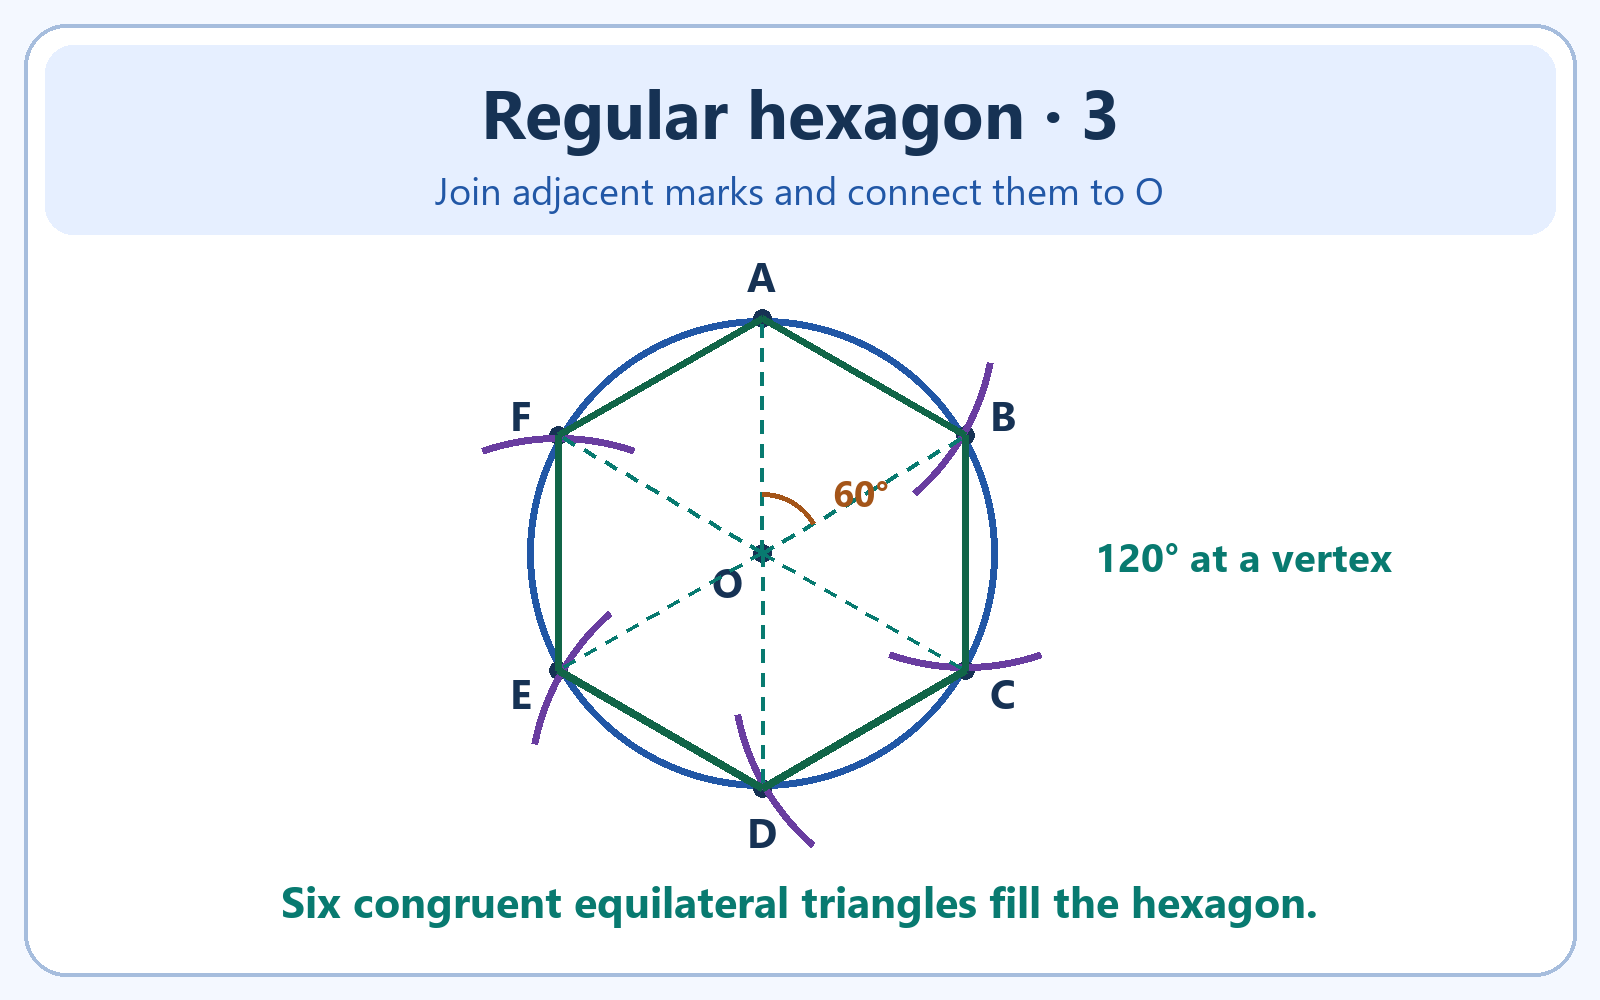 Regular hexagon · 3
Join adjacent marks and connect them to O
A
F
B
60°
120° at a vertex
O
E
C
D
Six congruent equilateral triangles fill the hexagon.